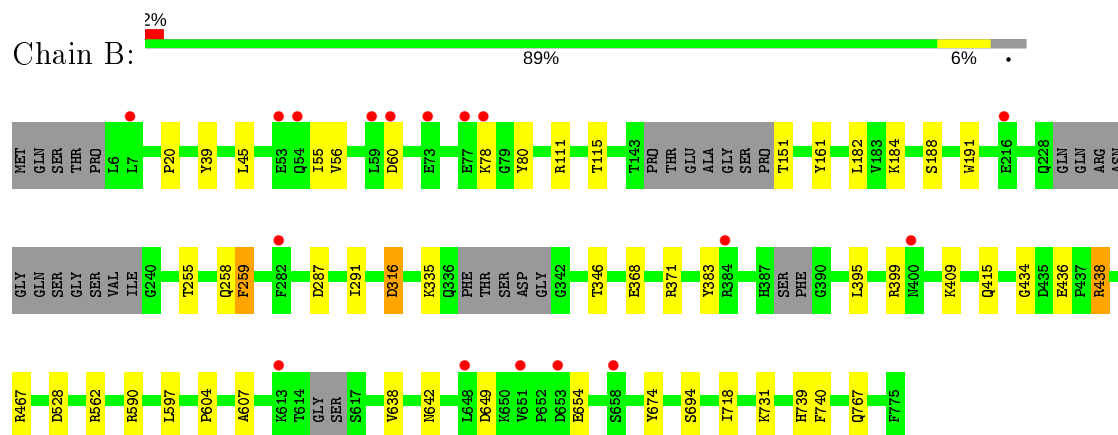 2%
Chain B:
89% 6% •
MET GLN SER THR PRO L6 L7 P20 Y39 L45 E53 Q54 I55 V56 L59 D60 E73 E77 K78 G79 Y80 R111 T115 T143 PRO THR GLU ALA GLY SER PRO T151 Y161 L182 V183 K184 S188 W191 E216 Q228 GLN GLN ARG ASN
GLY GLN SER GLY SER VAL ILE G240 T255 Q258 F259 F282 D287 I291 D316 K335 Q336 PHE THR SER ASP GLY G342 T346 E368 R371 Y383 R384 H387 SER PHE G390 L395 R399 N400 K409 Q415 G434 D435 E436 P437 R438
R467 D528 R562 R590 L597 P604 A607 K613 T614 GLY SER S617 V638 N642 L648 D649 K650 V651 P652 D653 E654 S658 Y674 S694 I718 K731 H739 F740 Q767 F775